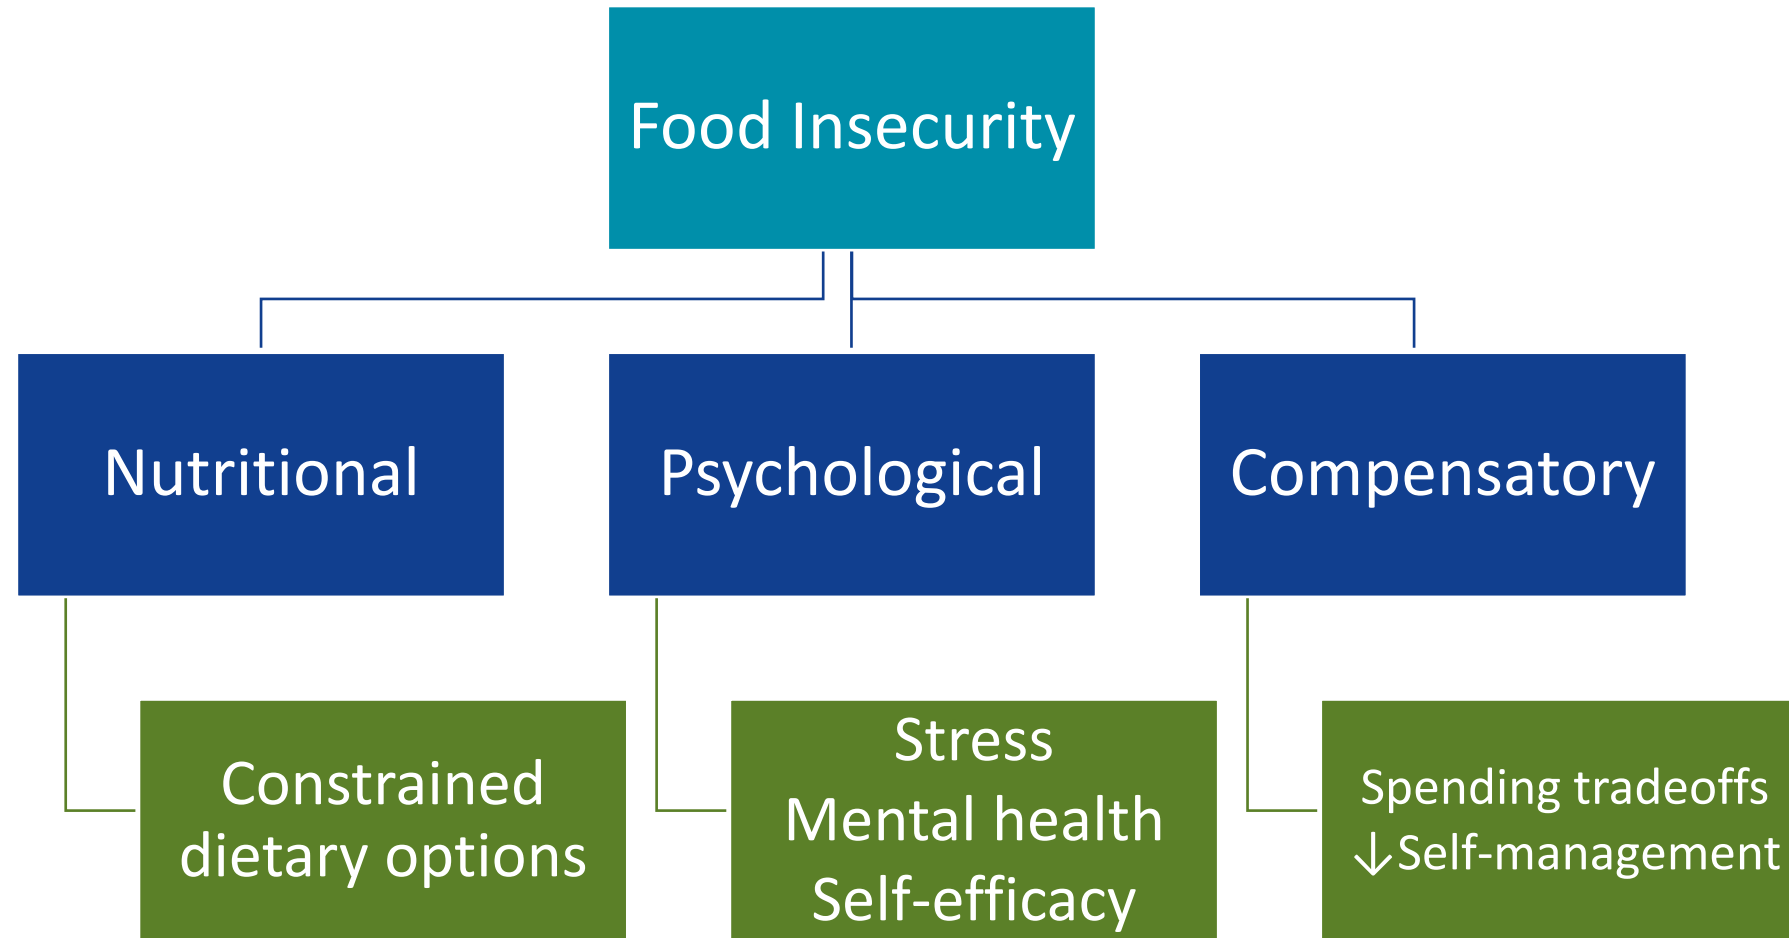 Food Insecurity
Nutritional
Psychological
Compensatory
Constrained
dietary options
Stress
Mental health
Self-efficacy
Spending tradeoffs
↓Self-management